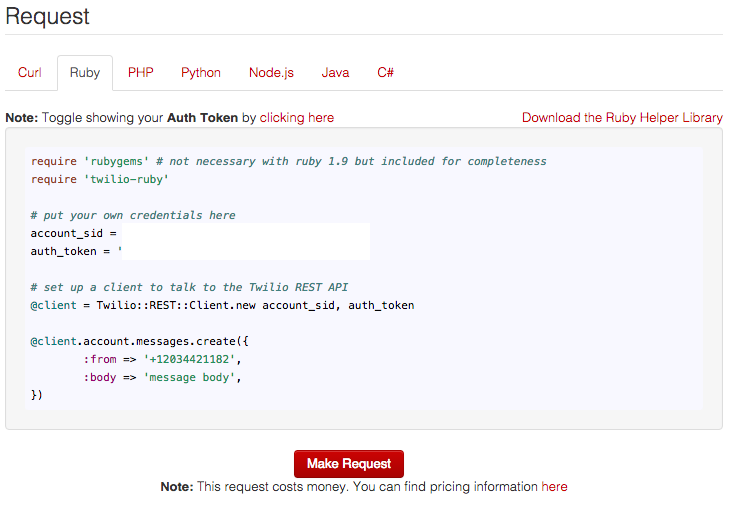 Request
Curl Ruby PHP Python Node.js Java C#
Note: Toggle showing your Auth Token by clicking here Download the Ruby Helper Library
require 'rubygems' # not necessary with ruby 1.9 but included for completeness
require 'twilio-ruby'
# put your own credentials here
account_sid =
auth_token = '
# set up a client to talk to the Twilio REST API
@client = Twilio::REST::Client.new account_sid, auth_token
@client.account.messages.create({
:from => '+12034421182',
:body => 'message body',
})
Make Request
Note: This request costs money. You can find pricing information here